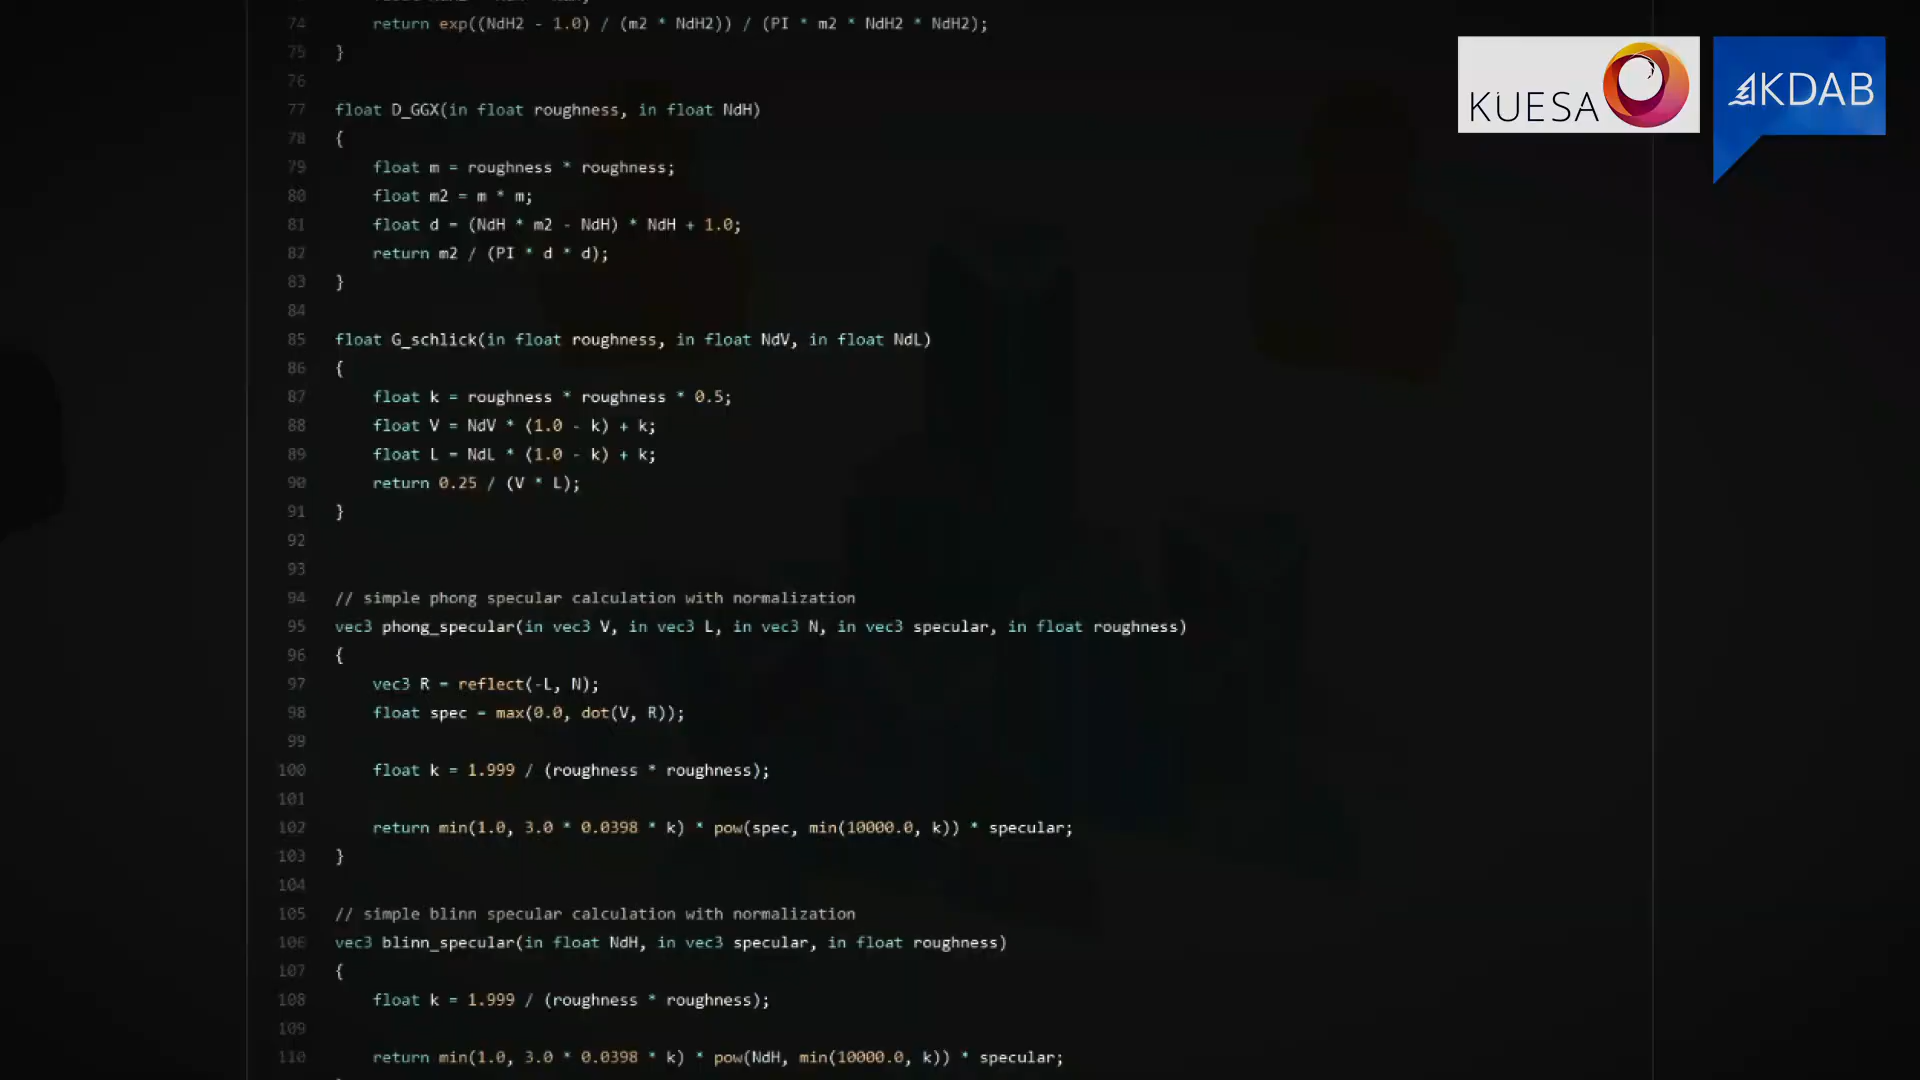 74 return exp((NdH2 - 1.0) / (m2 * NdH2)) / (PI * m2 * NdH2 * NdH2);
75 }
76
77 float D_GGX(in float roughness, in float NdH)
78 {
79 float m = roughness * roughness;
80 float m2 = m * m;
81 float d = (NdH * m2 - NdH) * NdH + 1.0;
82 return m2 / (PI * d * d);
83 }
84
85 float G_schlick(in float roughness, in float NdV, in float NdL)
86 {
87 float k = roughness * roughness * 0.5;
88 float V = NdV * (1.0 - k) + k;
89 float L = NdL * (1.0 - k) + k;
90 return 0.25 / (V * L);
91 }
92
93
94 // simple phong specular calculation with normalization
95 vec3 phong_specular(in vec3 V, in vec3 L, in vec3 N, in vec3 specular, in float roughness)
96 {
97 vec3 R = reflect(-L, N);
98 float spec = max(0.0, dot(V, R));
99
100 float k = 1.999 / (roughness * roughness);
101
102 return min(1.0, 3.0 * 0.0398 * k) * pow(spec, min(10000.0, k)) * specular;
103 }
104
105 // simple blinn specular calculation with normalization
106 vec3 blinn_specular(in float NdH, in vec3 specular, in float roughness)
107 {
108 float k = 1.999 / (roughness * roughness);
109
110 return min(1.0, 3.0 * 0.0398 * k) * pow(NdH, min(10000.0, k)) * specular;
KUESA
KDAB